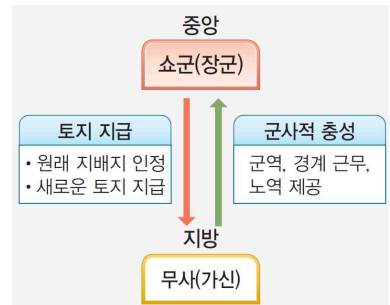 중앙
쇼군(장군)
토지 지급
• 원래 지배지 인정
• 새로운 토지 지급
군사적 충성
군역, 경계 근무,
노역 제공
지방
무사(가신)